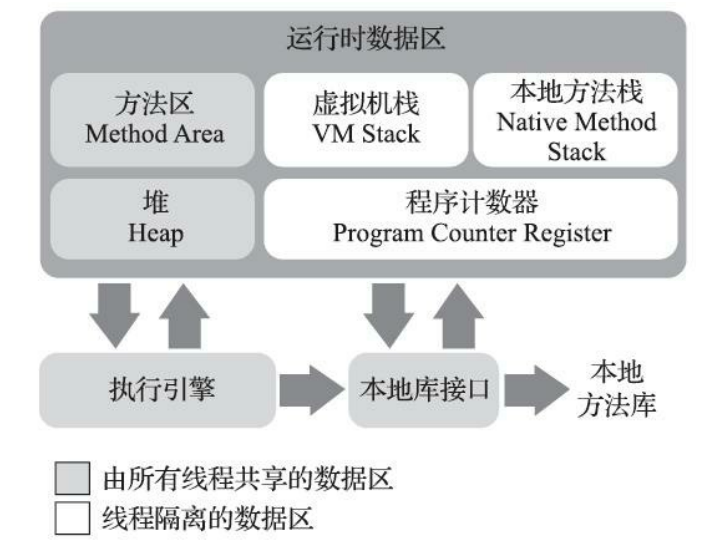 运行时数据区
方法区
Method Area
虚拟机栈
VM Stack
本地方法栈
Native Method
Stack
堆
Heap
程序计数器
Program Counter Register
执行引擎
本地库接口
本地
方法库
由所有线程共享的数据区
线程隔离的数据区